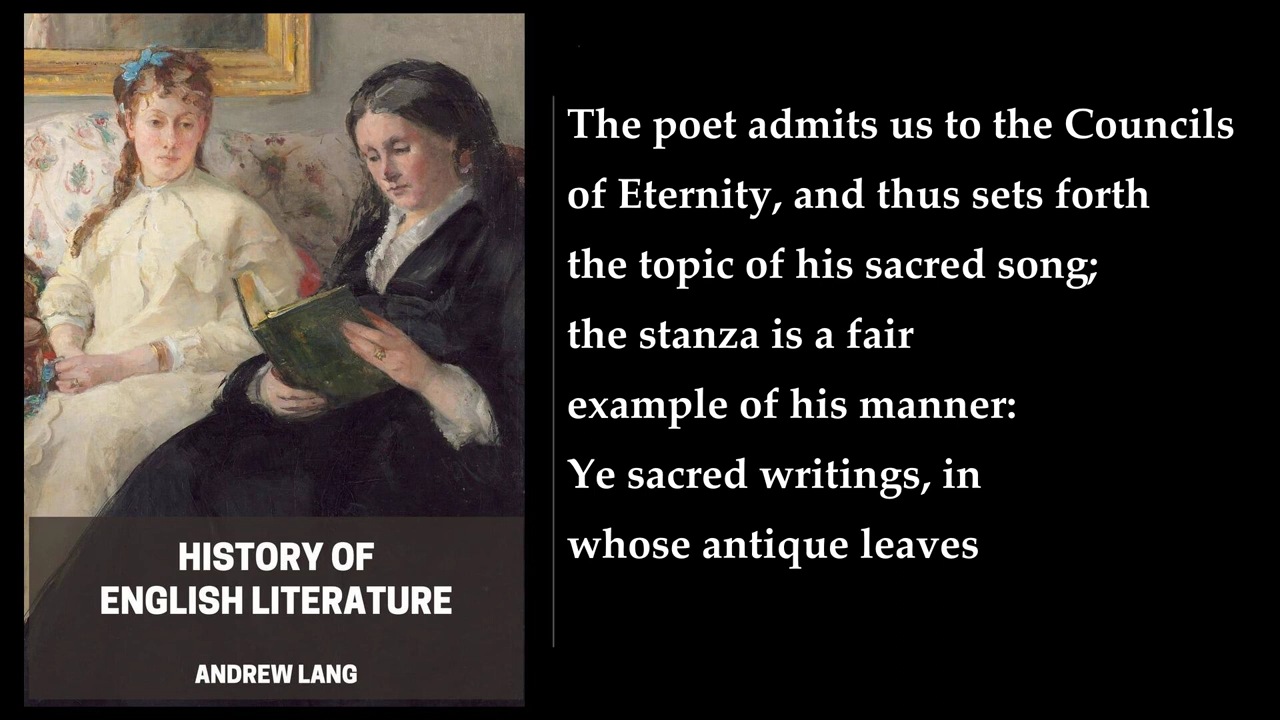 HISTORY OF
ENGLISH LITERATURE
ANDREW LANG
The poet admits us to the Councils
of Eternity, and thus sets forth
the topic of his sacred song;
the stanza is a fair
example of his manner:
Ye sacred writings, in
whose antique leaves